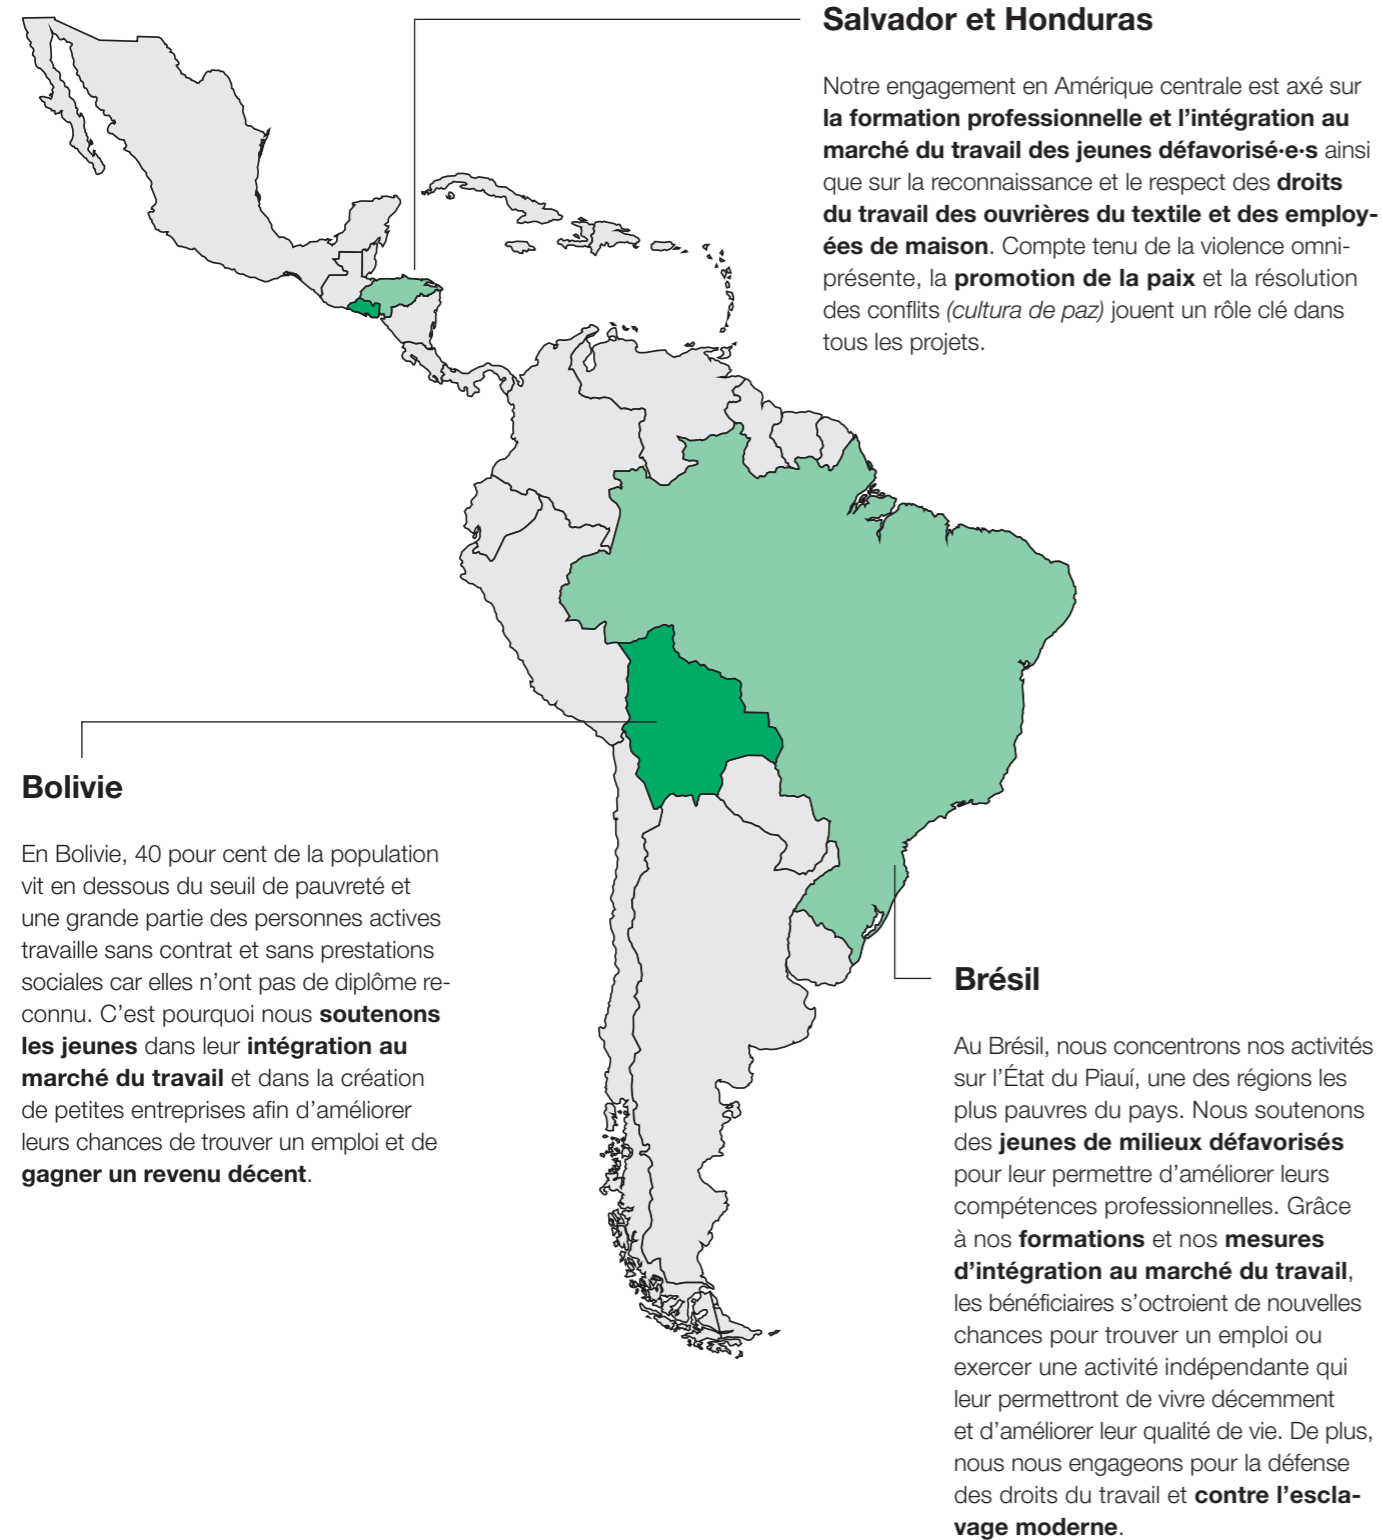 Salvador et Honduras
Notre engagement en Amérique centrale est axé sur
la formation professionnelle et l’intégration au
marché du travail des jeunes défavorisé·e·s ainsi
que sur la reconnaissance et le respect des droits
du travail des ouvrières du textile et des employ-
ées de maison. Compte tenu de la violence omni-
présente, la promotion de la paix et la résolution
des conflits (cultura de paz) jouent un rôle clé dans
tous les projets.
Bolivie
En Bolivie, 40 pour cent de la population
vit en dessous du seuil de pauvreté et
une grande partie des personnes actives
travaille sans contrat et sans prestations
sociales car elles n’ont pas de diplôme re-
connu. C’est pourquoi nous soutenons
les jeunes dans leur intégration au
marché du travail et dans la création
de petites entreprises afin d’améliorer
leurs chances de trouver un emploi et de
gagner un revenu décent.
Brésil
Au Brésil, nous concentrons nos activités
sur l’État du Piauí, une des régions les
plus pauvres du pays. Nous soutenons
des jeunes de milieux défavorisés
pour leur permettre d’améliorer leurs
compétences professionnelles. Grâce
à nos formations et nos mesures
d’intégration au marché du travail,
les bénéficiaires s’octroient de nouvelles
chances pour trouver un emploi ou
exercer une activité indépendante qui
leur permettront de vivre décemment
et d’améliorer leur qualité de vie. De plus,
nous nous engageons pour la défense
des droits du travail et contre l’escla-
vage moderne.